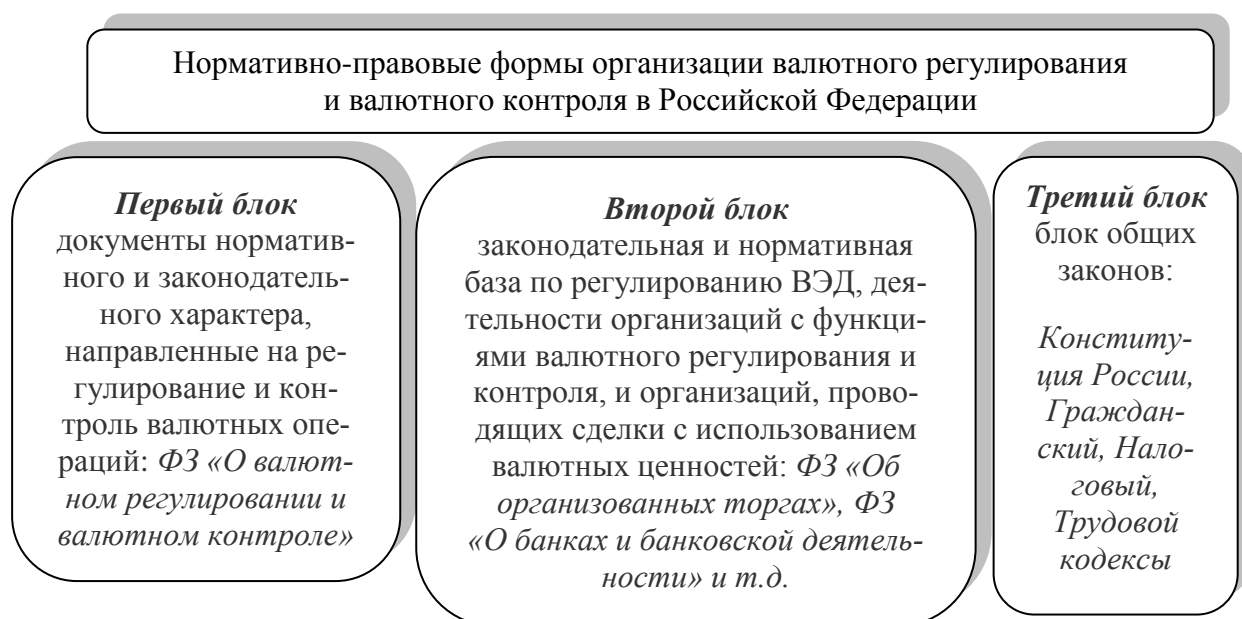 Нормативно-правовые формы организации валютного регулирования
и валютного контроля в Российской Федерации
Первый блок
документы норматив-
ного и законодатель-
ного характера,
направленные на ре-
гулирование и кон-
троль валютных опе-
раций: ФЗ «О валют-
ном регулировании и
валютном контроле»
Второй блок
законодательная и нормативная
база по регулированию ВЭД, дея-
тельности организаций с функци-
ями валютного регулирования и
контроля, и организаций, прово-
дящих сделки с использованием
валютных ценностей: ФЗ «Об
организованных торгах», ФЗ
«О банках и банковской деятель-
ности» и т.д.
Третий блок
блок общих
законов:
Конститу-
ция России,
Граждан-
ский, Нало-
говый,
Трудовой
кодексы